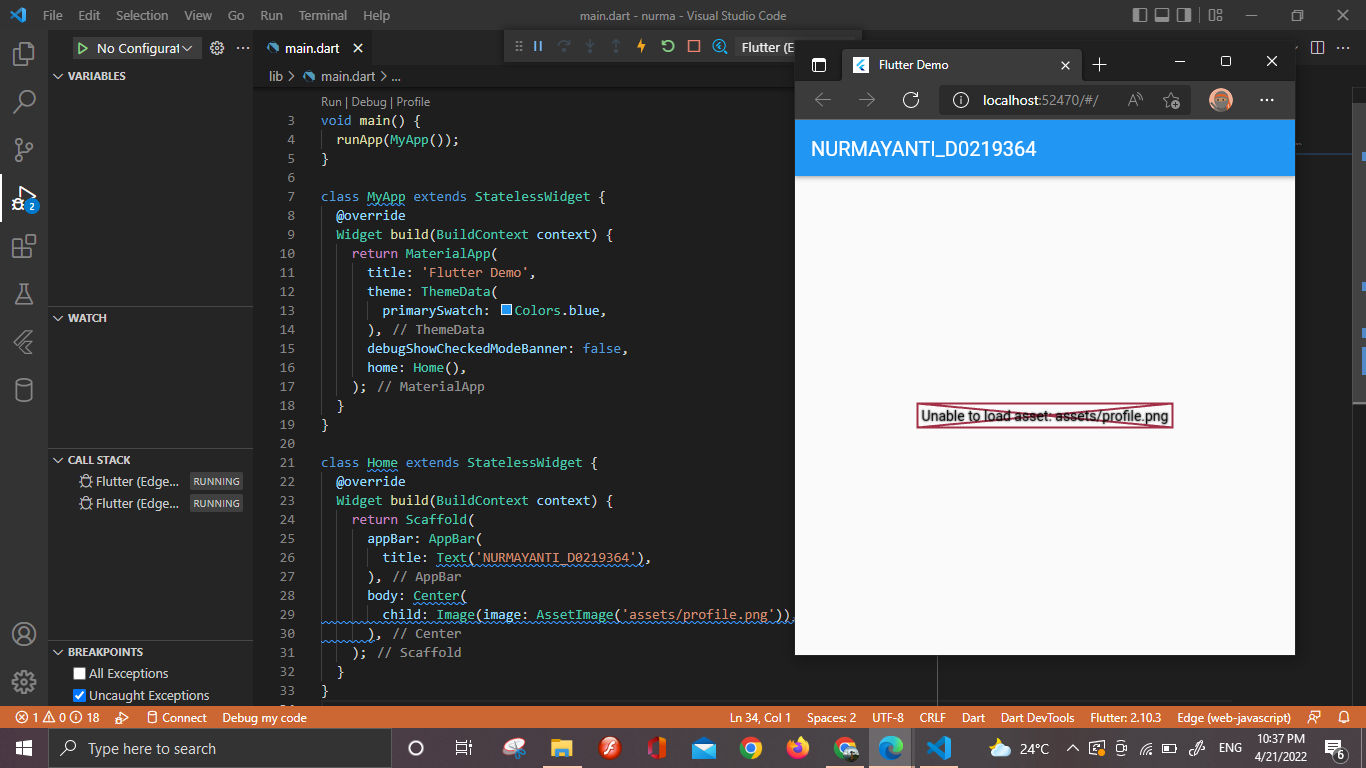 File Edit Selection View Go Run Terminal Help
main.dart - nurma - Visual Studio Code
No Configurat
main.dart
Flutter (E
VARIABLES
lib > main.dart > ...
Run | Debug | Profile
3 void main() {
4 runApp(MyApp());
5 }
6
7 class MyApp extends StatelessWidget {
8 @override
9 Widget build(BuildContext context) {
10 return MaterialApp(
11 title: 'Flutter Demo',
12 theme: ThemeData(
13 primarySwatch: Colors.blue,
14 ), // ThemeData
15 debugShowCheckedModeBanner: false,
16 home: Home(),
17 ); // MaterialApp
18 }
19 }
20
21 class Home extends StatelessWidget {
22 @override
23 Widget build(BuildContext context) {
24 return Scaffold(
25 appBar: AppBar(
26 title: Text('NURMAYANTI_D0219364'),
27 ), // AppBar
28 body: Center(
29 child: Image(image: AssetImage('assets/profile.png')),
30 ), // Center
31 ); // Scaffold
32 }
33 }
WATCH
CALL STACK
Flutter (Edge... RUNNING
Flutter (Edge... RUNNING
BREAKPOINTS
All Exceptions
Uncaught Exceptions
2
Flutter Demo
localhost:52470/#/
NURMAYANTI_D0219364
Unable to load asset: assets/profile.png
1 0 18 Connect Debug my code
Ln 34, Col 1 Spaces: 2 UTF-8 CRLF Dart Dart DevTools Flutter: 2.10.3 Edge (web-javascript)
Type here to search
24°C
ENG
10:37 PM
4/21/2022
6